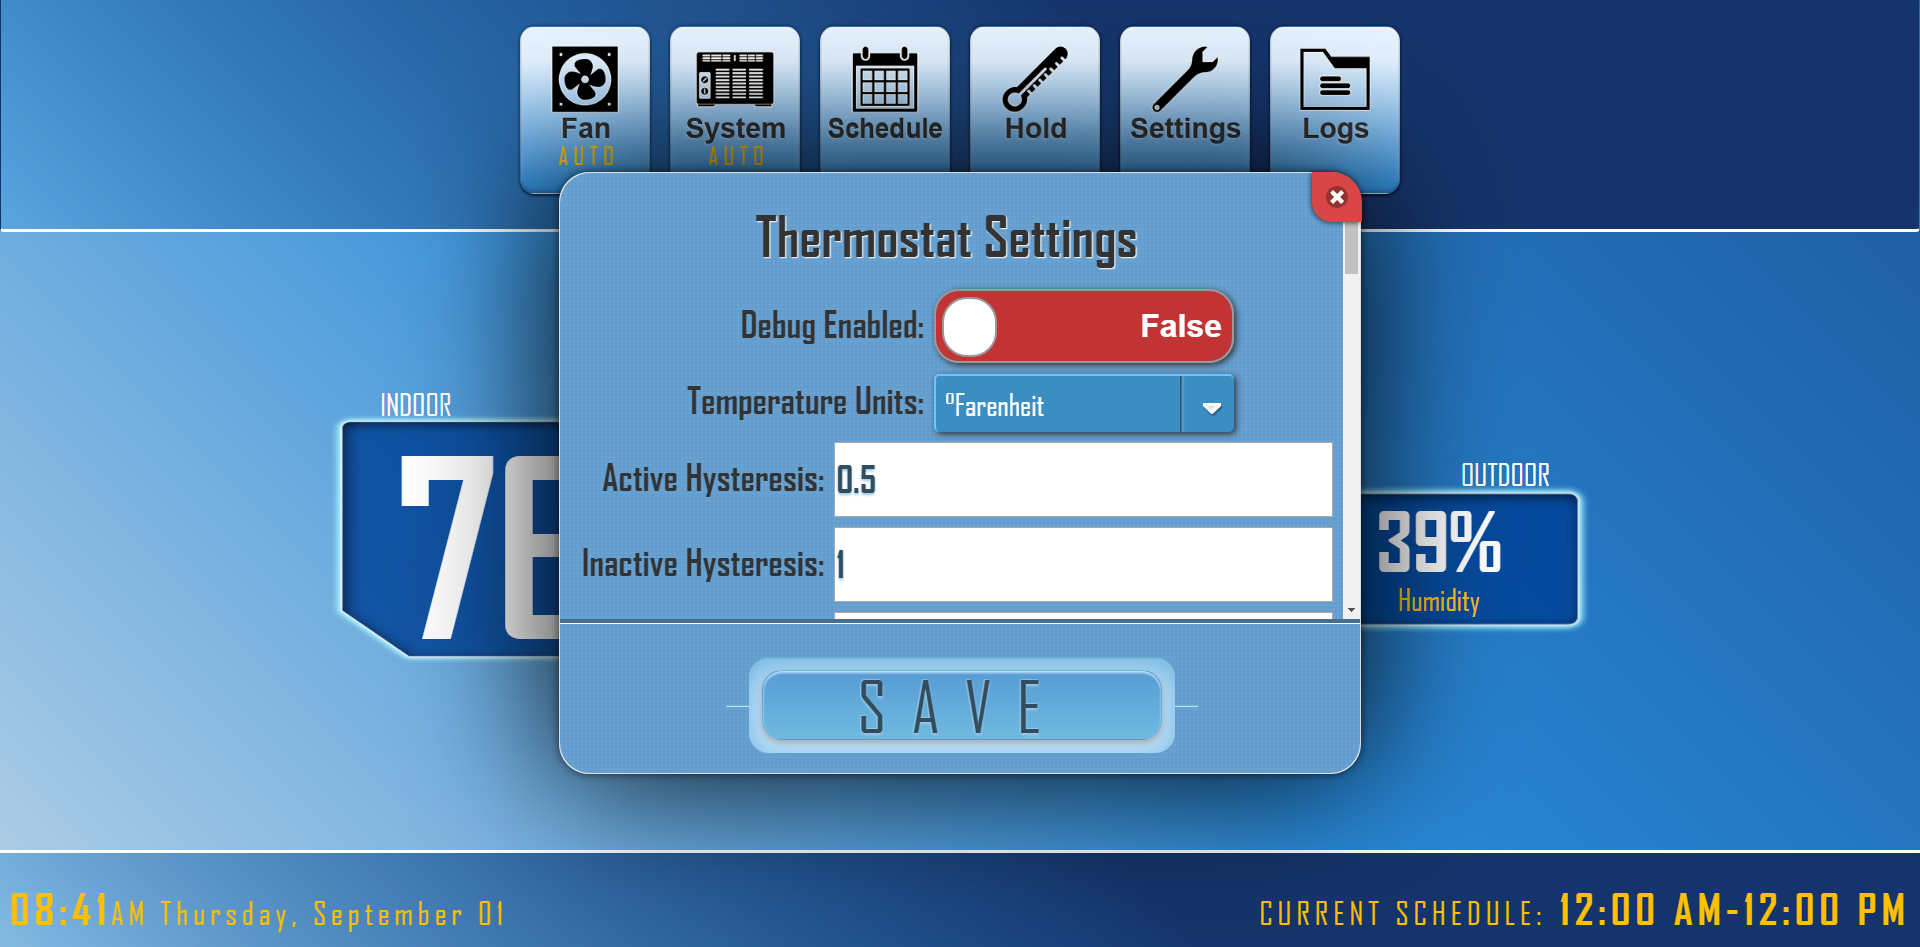 Fan
AUTO
System
AUTO
Schedule
Hold
Settings
Logs
Thermostat Settings
Debug Enabled: False
Temperature Units: ºFarenheit
Active Hysteresis: 0.5
Inactive Hysteresis: 1
SAVE
INDOOR
OUTDOOR
39%
Humidity
08:41AM Thursday, September 01
CURRENT SCHEDULE: 12:00 AM-12:00 PM